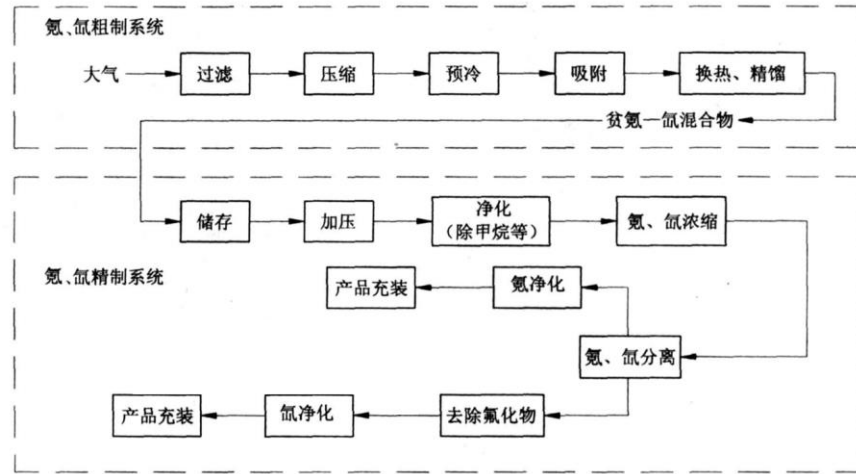 氪、氙粗制系统
大气
过滤
压缩
预冷
吸附
换热、精馏
贫氪一氙混合物
储存
加压
净化
（除甲烷等）
氪、氙浓缩
氪、氙精制系统
产品充装
氪净化
氪、氙分离
产品充装
氙净化
去除氟化物